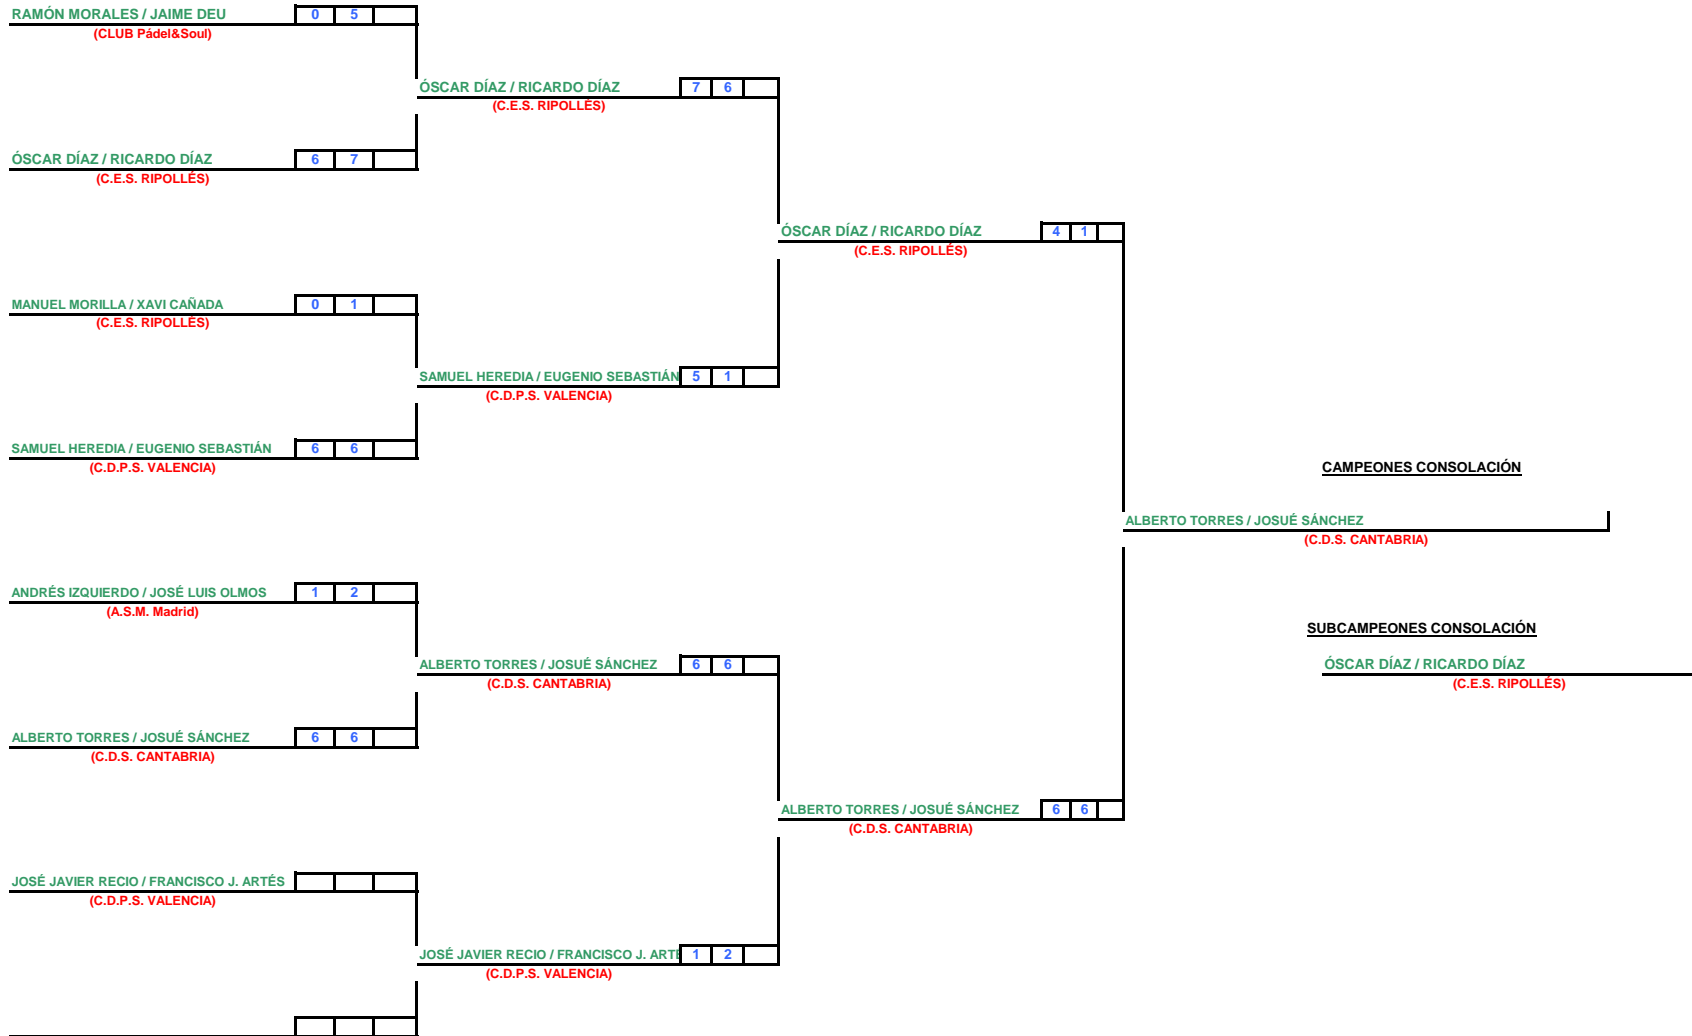 RAMÓN MORALES / JAIME DEU 0 5
(CLUB Pádel&Soul)
ÓSCAR DÍAZ / RICARDO DÍAZ 7 6
(C.E.S. RIPOLLÉS)
ÓSCAR DÍAZ / RICARDO DÍAZ 6 7
(C.E.S. RIPOLLÉS)
ÓSCAR DÍAZ / RICARDO DÍAZ 4 1
(C.E.S. RIPOLLÉS)
MANUEL MORILLA / XAVI CAÑADA 0 1
(C.E.S. RIPOLLÉS)
SAMUEL HEREDIA / EUGENIO SEBASTIÁN 5 1
(C.D.P.S. VALENCIA)
SAMUEL HEREDIA / EUGENIO SEBASTIÁN 6 6
(C.D.P.S. VALENCIA)
CAMPEONES CONSOLACIÓN
ALBERTO TORRES / JOSUÉ SÁNCHEZ
(C.D.S. CANTABRIA)
ANDRÉS IZQUIERDO / JOSÉ LUIS OLMOS 1 2
(A.S.M. Madrid)
SUBCAMPEONES CONSOLACIÓN
ALBERTO TORRES / JOSUÉ SÁNCHEZ 6 6
(C.D.S. CANTABRIA)
ÓSCAR DÍAZ / RICARDO DÍAZ
(C.E.S. RIPOLLÉS)
ALBERTO TORRES / JOSUÉ SÁNCHEZ 6 6
(C.D.S. CANTABRIA)
ALBERTO TORRES / JOSUÉ SÁNCHEZ 6 6
(C.D.S. CANTABRIA)
JOSÉ JAVIER RECIO / FRANCISCO J. ARTÉS
(C.D.P.S. VALENCIA)
JOSÉ JAVIER RECIO / FRANCISCO J. ARTÉ 1 2
(C.D.P.S. VALENCIA)